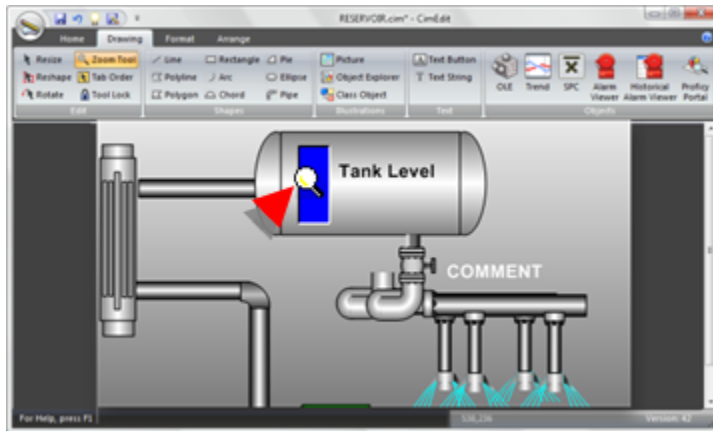 RESERVOIR.cim* - CimEdit
Home Drawing Format Arrange
Resize Zoom Tool Line Rectangle Pie Picture Text Button
Reshape Tab Order Polyline Arc Ellipse Object Explorer Text String
Rotate Tool Lock Polygon Chord Pipe Class Object
OLE Trend SPC Alarm Viewer Historical Alarm Viewer Proficy Portal
Edit Shapes Illustrations Text Objects
Tank Level
COMMENT
For Help, press F1 538,236 Version: 42